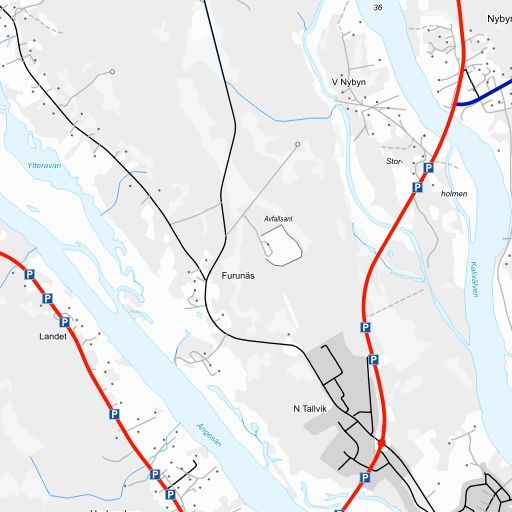 36
Nybyn
V Nybyn
Ytteravan
Stor-
holmen
Avfallsanl.
Kalixälven
Furunäs
P
P
P
P
P
P
P
Landet
N Tallvik
P
Ängesån
P
P
P
P